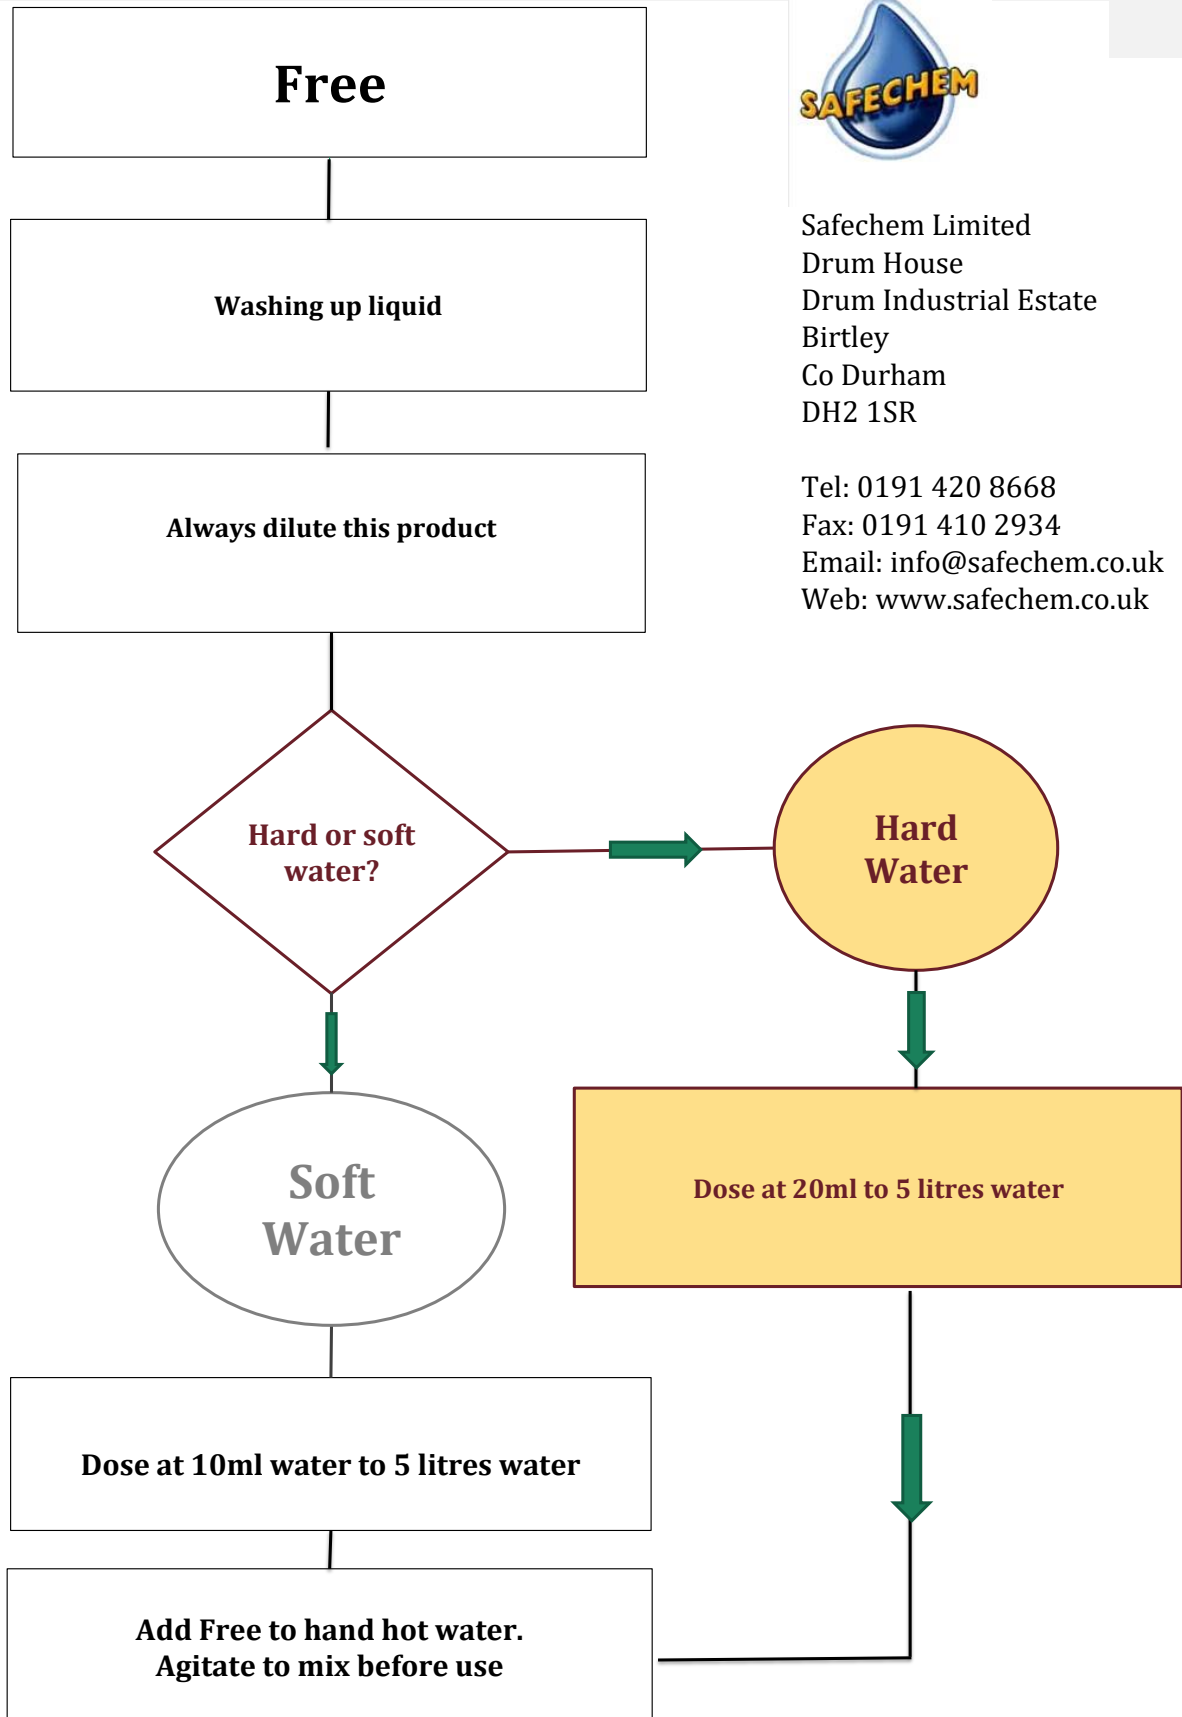 Free
SAFECHEM
Safechem Limited
Drum House
Drum Industrial Estate
Birtley
Co Durham
DH2 1SR
Tel: 0191 420 8668
Fax: 0191 410 2934
Email: info@safechem.co.uk
Web: www.safechem.co.uk
Washing up liquid
Always dilute this product
Hard or soft
water?
Hard
Water
Soft
Water
Dose at 20ml to 5 litres water
Dose at 10ml water to 5 litres water
Add Free to hand hot water.
Agitate to mix before use